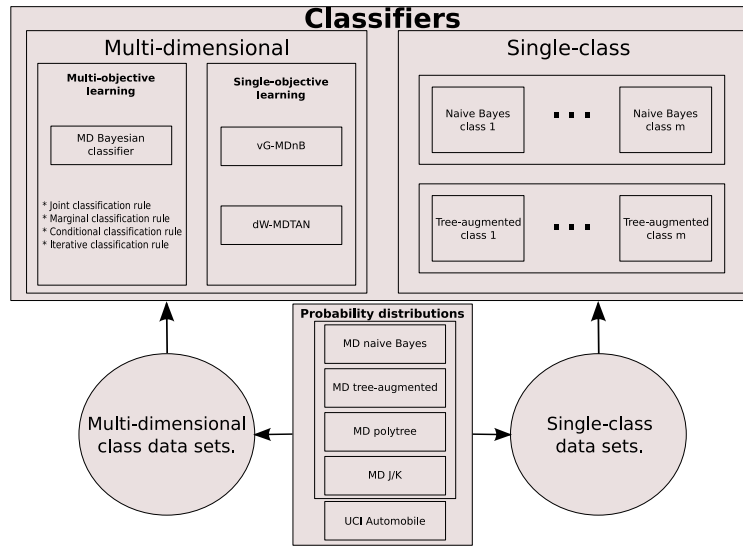 Classifiers
Multi-dimensional
Multi-objective
learning
MD Bayesian
classifier
* Joint classification rule
* Marginal classification rule
* Conditional classification rule
* Iterative classification rule
Single-objective
learning
vG-MDnB
dW-MDTAN
Single-class
Naive Bayes
class 1
Naive Bayes
class m
Tree-augmented
class 1
Tree-augmented
class m
Probability distributions
MD naive Bayes
MD tree-augmented
MD polytree
MD J/K
UCI Automobile
Multi-dimensional
class data sets.
Single-class
data sets.